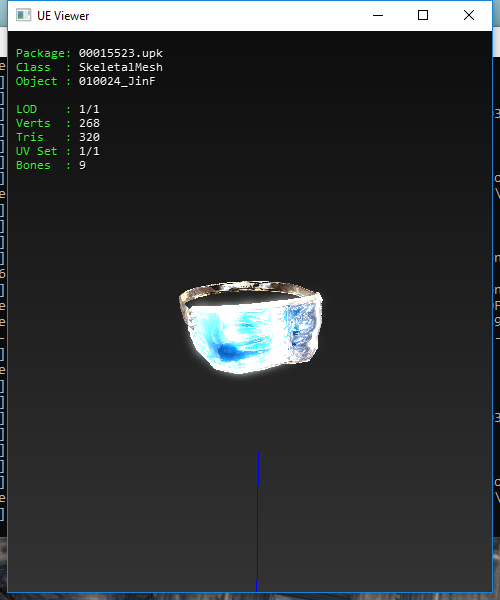 UE Viewer
Package: 00015523.upk
Class : SkeletalMesh
Object : 010024_JinF
LOD : 1/1
Verts : 268
Tris : 320
UV Set : 1/1
Bones : 9